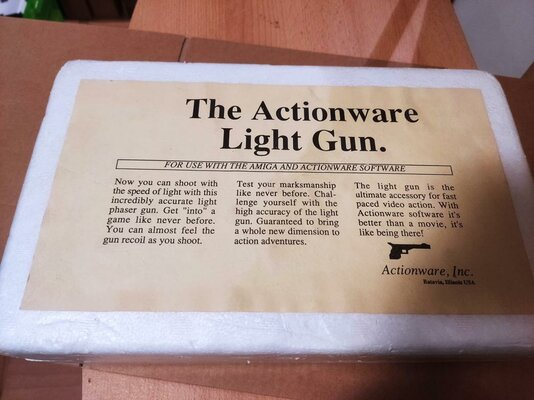 The Actionware
Light Gun.
FOR USE WITH THE AMIGA AND ACTIONWARE SOFTWARE
Now you can shoot with
the speed of light with this
incredibly accurate light
phaser gun. Get "into" a
game like never before.
You can almost feel the
gun recoil as you shoot.
Test your marksmanship
like never before. Chal-
lenge yourself with the
high accuracy of the light
gun. Guaranteed to bring
a whole new dimension to
action adventures.
The light gun is the
ultimate accessory for fast
paced video action. With
Actionware software it's
better than a movie, it's
like being there!
Actionware, Inc.
Batavia, Illinois USA